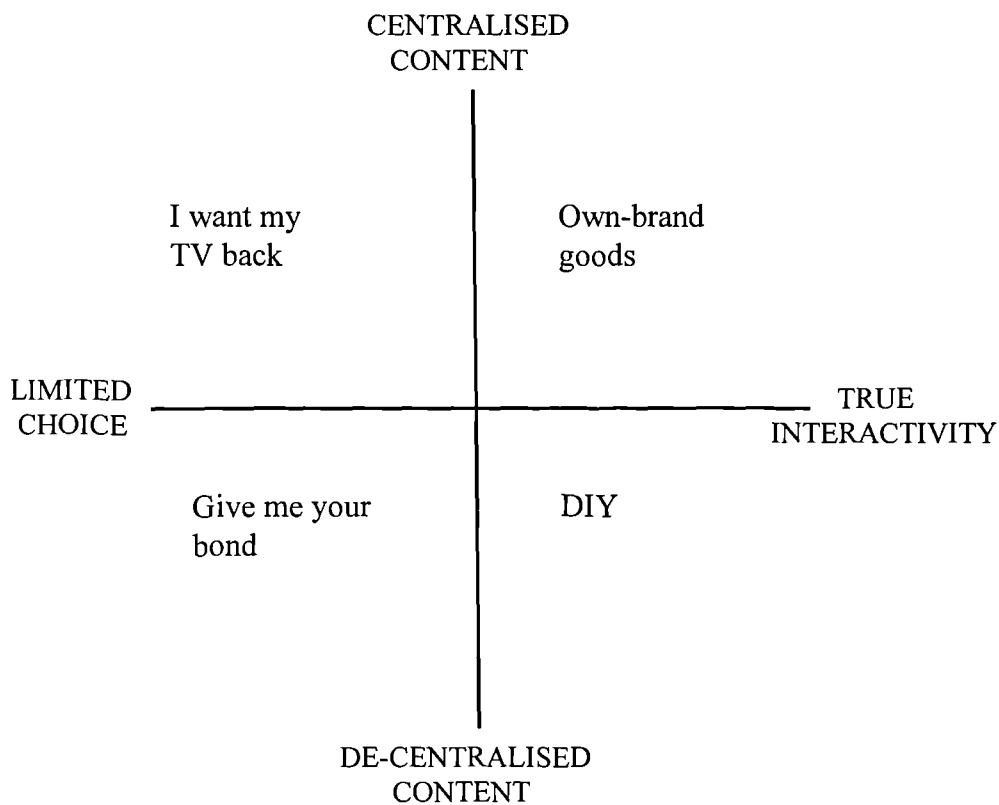 CENTRALISED
CONTENT
I want my
TV back
Own-brand
goods
LIMITED
CHOICE
TRUE
INTERACTIVITY
Give me your
bond
DIY
DE-CENTRALISED
CONTENT